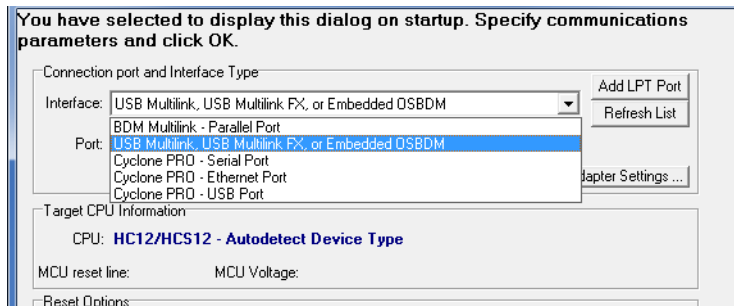 You have selected to display this dialog on startup. Specify communications
parameters and click OK.
Connection port and Interface Type
Add LPT Port
Interface: USB Multilink, USB Multilink FX, or Embedded OSBDM
Refresh List
BDM Multilink - Parallel Port
Port: USB Multilink, USB Multilink FX, or Embedded OSBDM
Cyclone PRO - Serial Port
Cyclone PRO - Ethernet Port
Settings ...
Cyclone PRO - USB Port
Target CPU Information
CPU: HC12/HCS12 - Autodetect Device Type
MCU reset line: MCU Voltage:
Reset Options